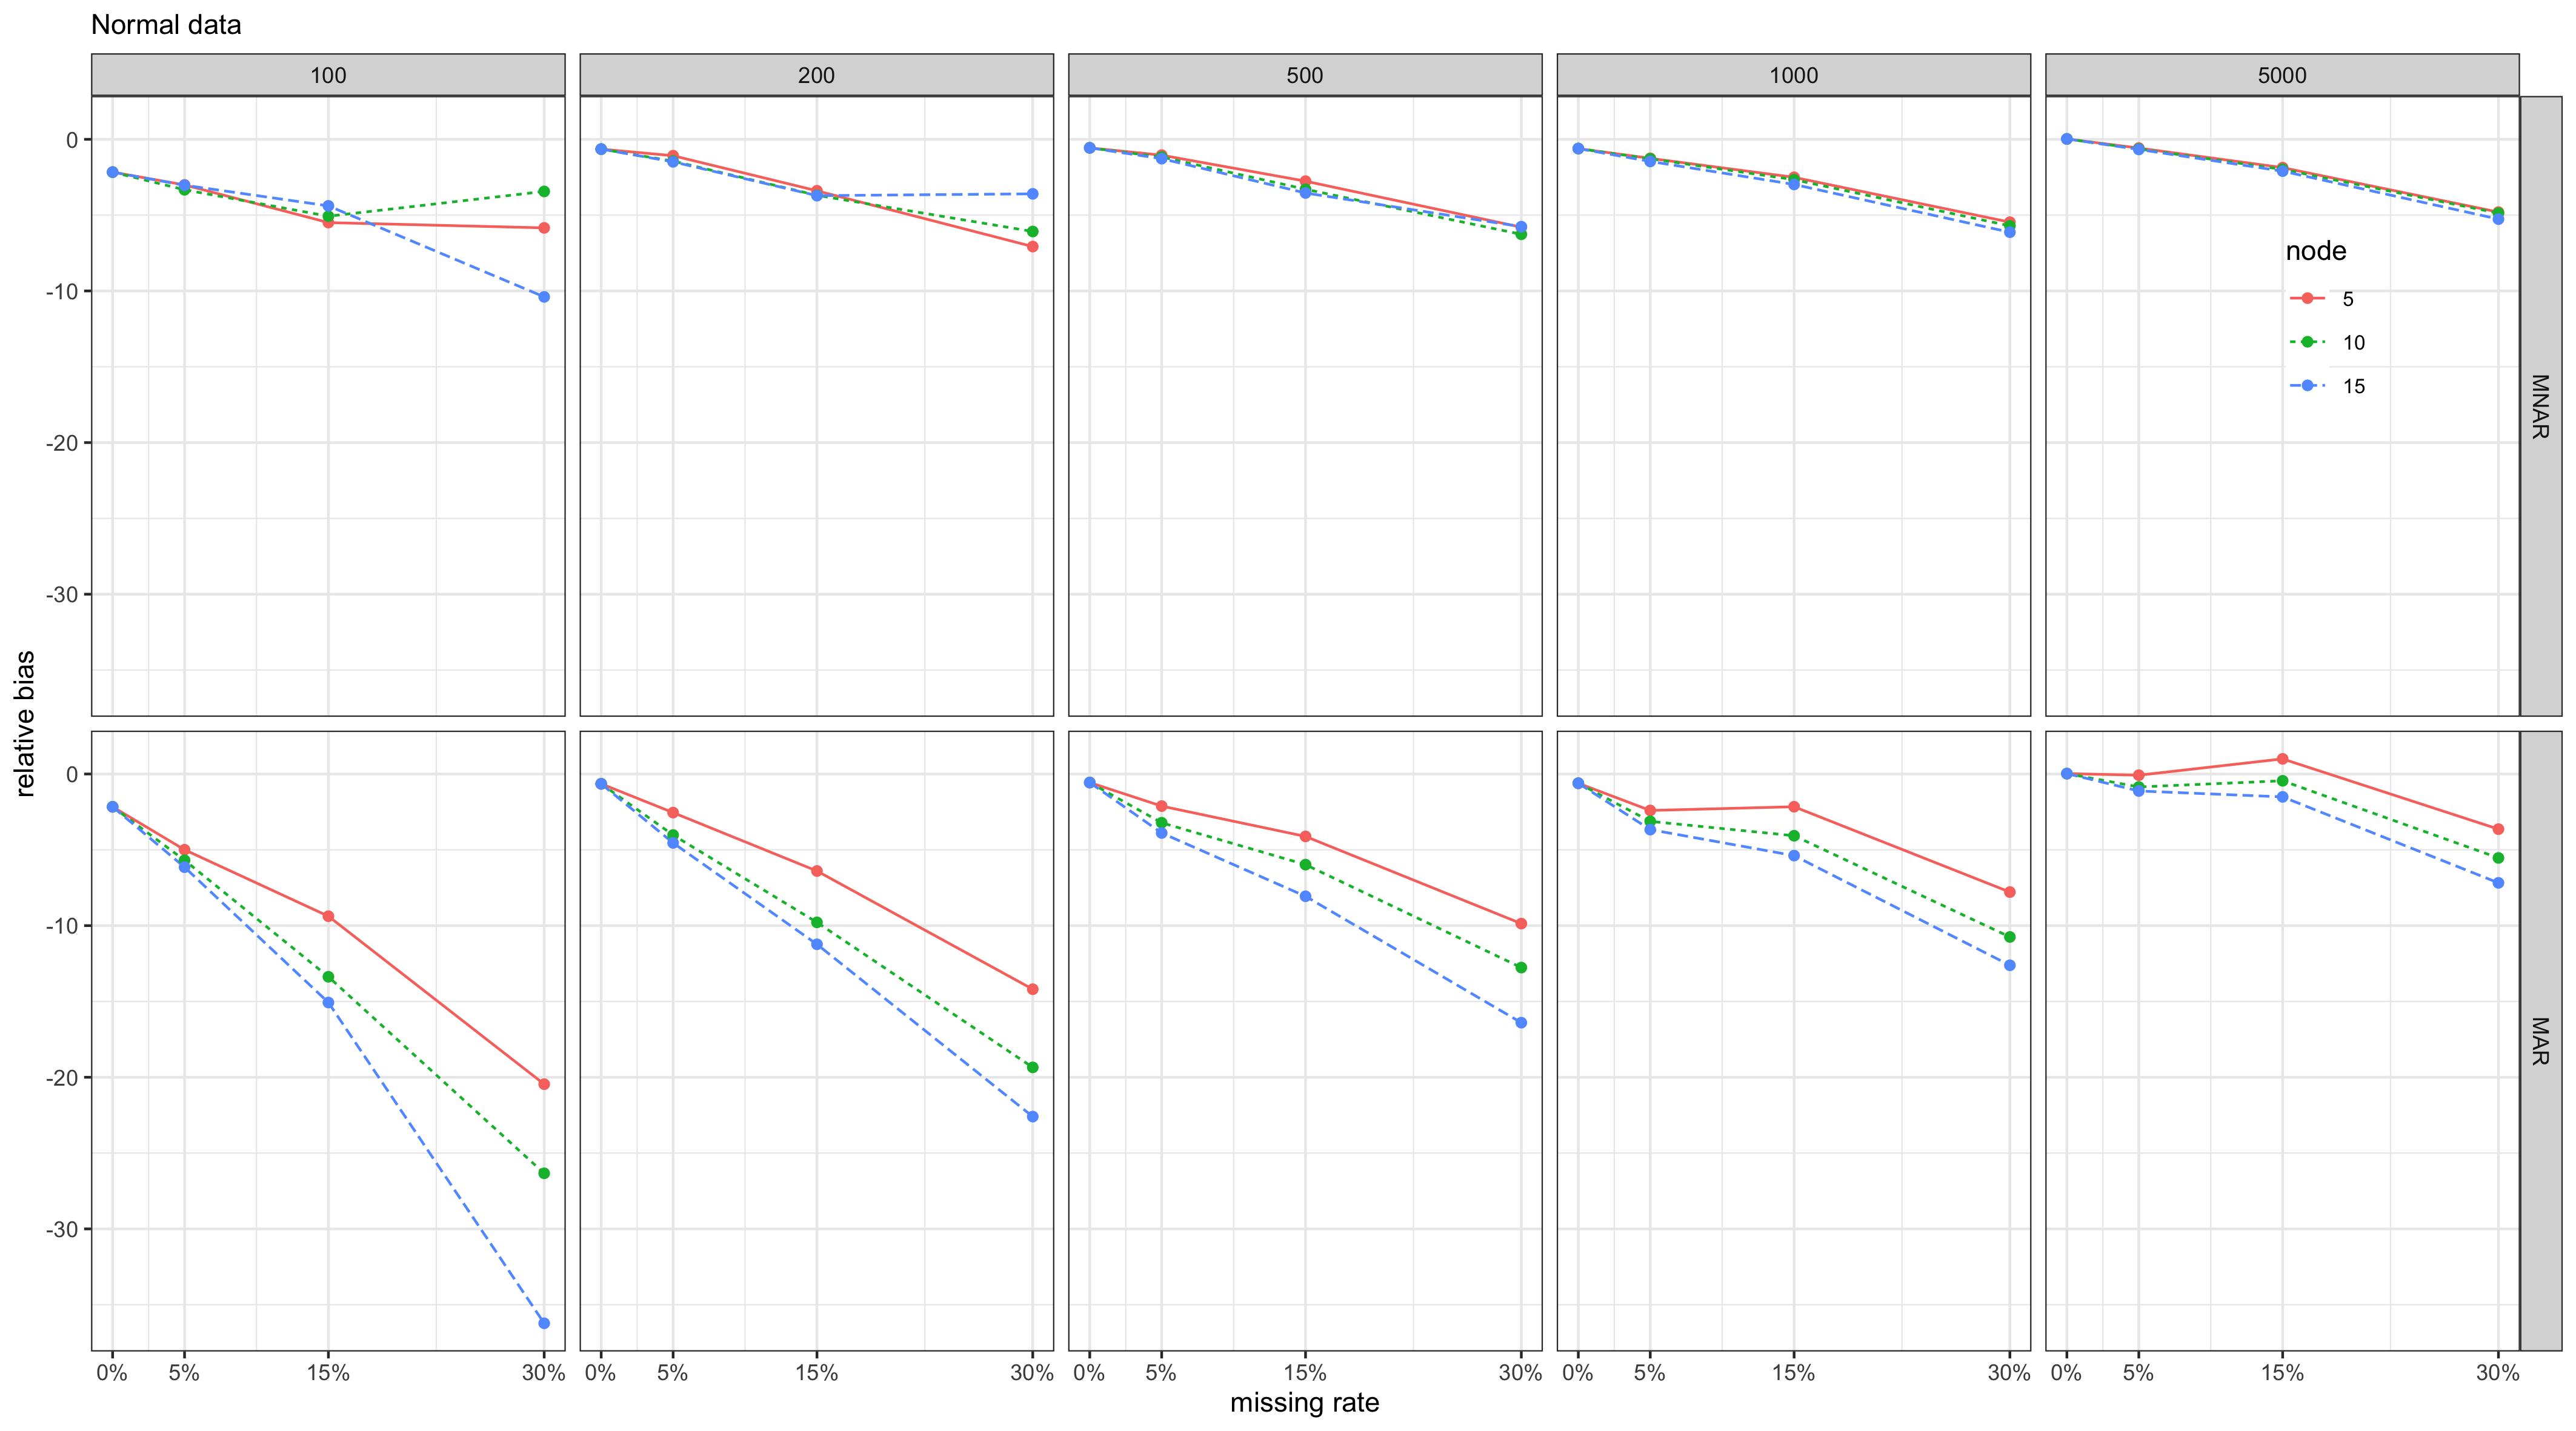 Normal data
100 200 500 1000 5000
0
-10
-20
-30
MNAR
node
5
10
15
relative bias
0
-10
-20
-30
MAR
0% 5% 15% 30% 0% 5% 15% 30% 0% 5% 15% 30% 0% 5% 15% 30% 0% 5% 15% 30%
missing rate